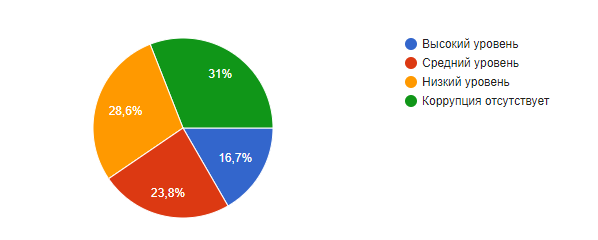 Высокий уровень
Средний уровень
Низкий уровень
Коррупция отсутствует
31%
28,6%
16,7%
23,8%